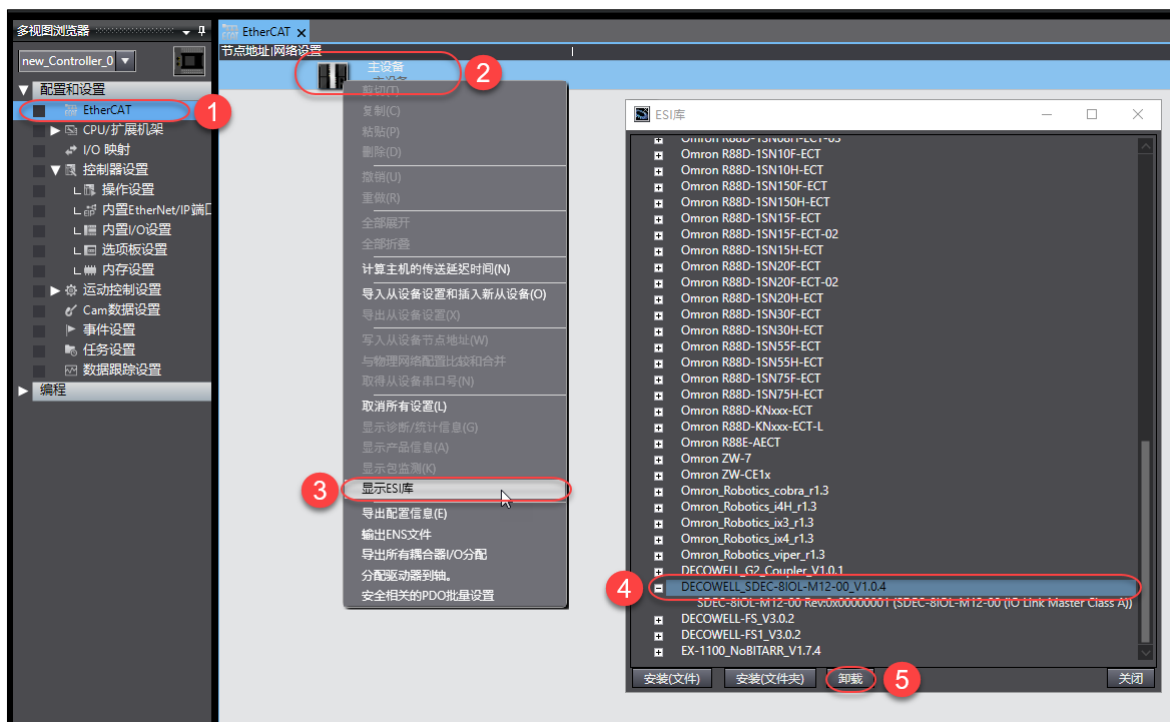 多视图浏览器
new_Controller_0
配置和设置
EtherCAT
1
CPU/扩展机架
I/O 映射
控制器设置
操作设置
内置EtherNet/IP端口
内置I/O设置
选项板设置
内存设置
运动控制设置
Cam数据设置
事件设置
任务设置
数据跟踪设置
编程
EtherCAT
节点地址|网络设置
主设备
主设备
2
剪切(T)
复制(C)
粘贴(P)
删除(D)
撤销(U)
重做(R)
全部展开
全部折叠
计算主机的传送延迟时间(N)
导入从设备设置和插入新从设备(O)
导出从设备设置(X)
写入从设备节点地址(W)
与物理网络配置比较和合并
取得从设备串口号(N)
取消所有设置(L)
显示诊断/统计信息(G)
显示产品信息(A)
显示包监测(K)
3
显示ESI库
导出配置信息(E)
输出ENS文件
导出所有耦合器I/O分配
分配驱动器到轴。
安全相关的PDO批量设置
ESI库
Omron R88D-1SN08H-ECT-05
Omron R88D-1SN10F-ECT
Omron R88D-1SN10H-ECT
Omron R88D-1SN150F-ECT
Omron R88D-1SN150H-ECT
Omron R88D-1SN15F-ECT
Omron R88D-1SN15F-ECT-02
Omron R88D-1SN15H-ECT
Omron R88D-1SN20F-ECT
Omron R88D-1SN20F-ECT-02
Omron R88D-1SN20H-ECT
Omron R88D-1SN30F-ECT
Omron R88D-1SN30H-ECT
Omron R88D-1SN55F-ECT
Omron R88D-1SN55H-ECT
Omron R88D-1SN75F-ECT
Omron R88D-1SN75H-ECT
Omron R88D-KNxxx-ECT
Omron R88D-KNxxx-ECT-L
Omron R88E-AECT
Omron ZW-7
Omron ZW-CE1x
Omron_Robotics_cobra_r1.3
Omron_Robotics_i4H_r1.3
Omron_Robotics_ix3_r1.3
Omron_Robotics_ix4_r1.3
Omron_Robotics_viper_r1.3
DECOWELL_G2_Coupler_V1.0.1
4
DECOWELL_SDEC-8IOL-M12-00_V1.0.4
SDEC-8IOL-M12-00 Rev:0x00000001 (SDEC-8IOL-M12-00 (IO Link Master Class A))
DECOWELL-FS_V3.0.2
DECOWELL-FS1_V3.0.2
EX-1100_NoBITARR_V1.7.4
安装(文件)
安装(文件夹)
卸载
5
关闭